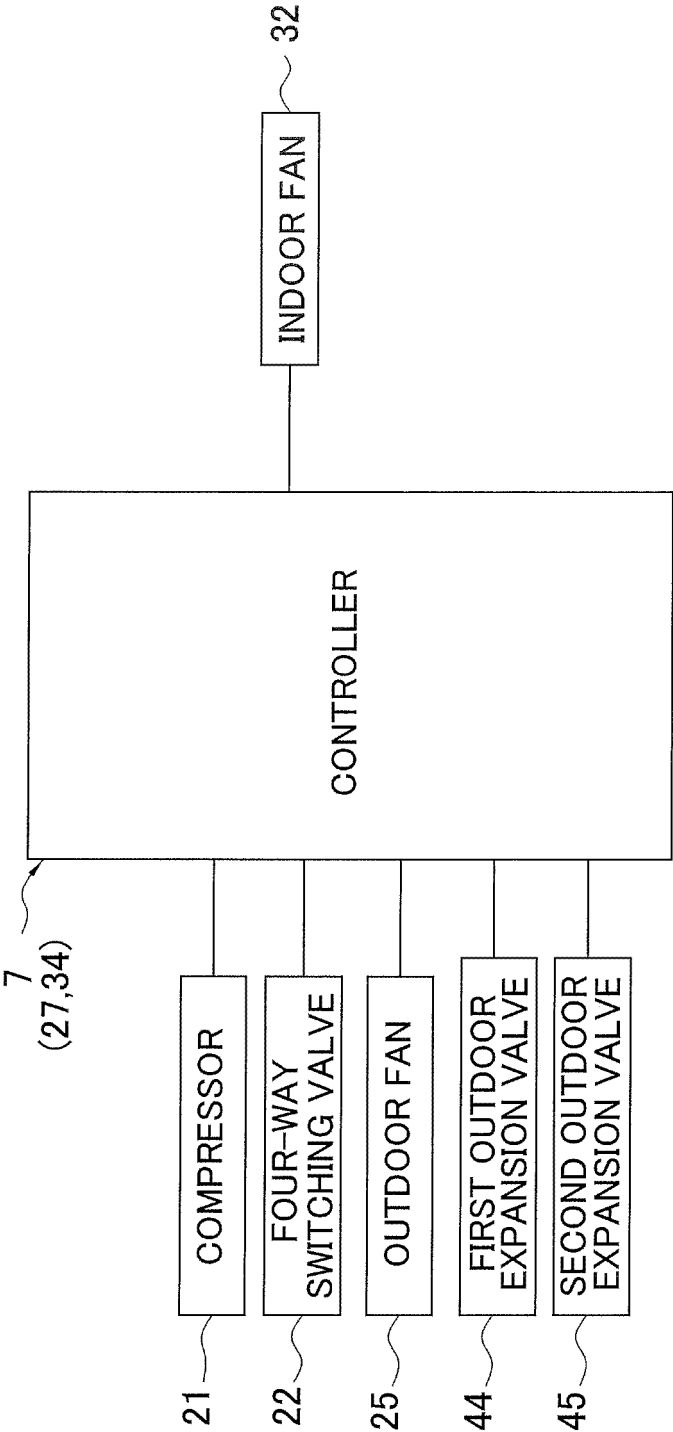 7
(27,34)
21
COMPRESSOR
22
FOUR-WAY
SWITCHING VALVE
25
OUTDOOR FAN
44
FIRST OUTDOOR
EXPANSION VALVE
45
SECOND OUTDOOR
EXPANSION VALVE
CONTROLLER
INDOOR FAN
32